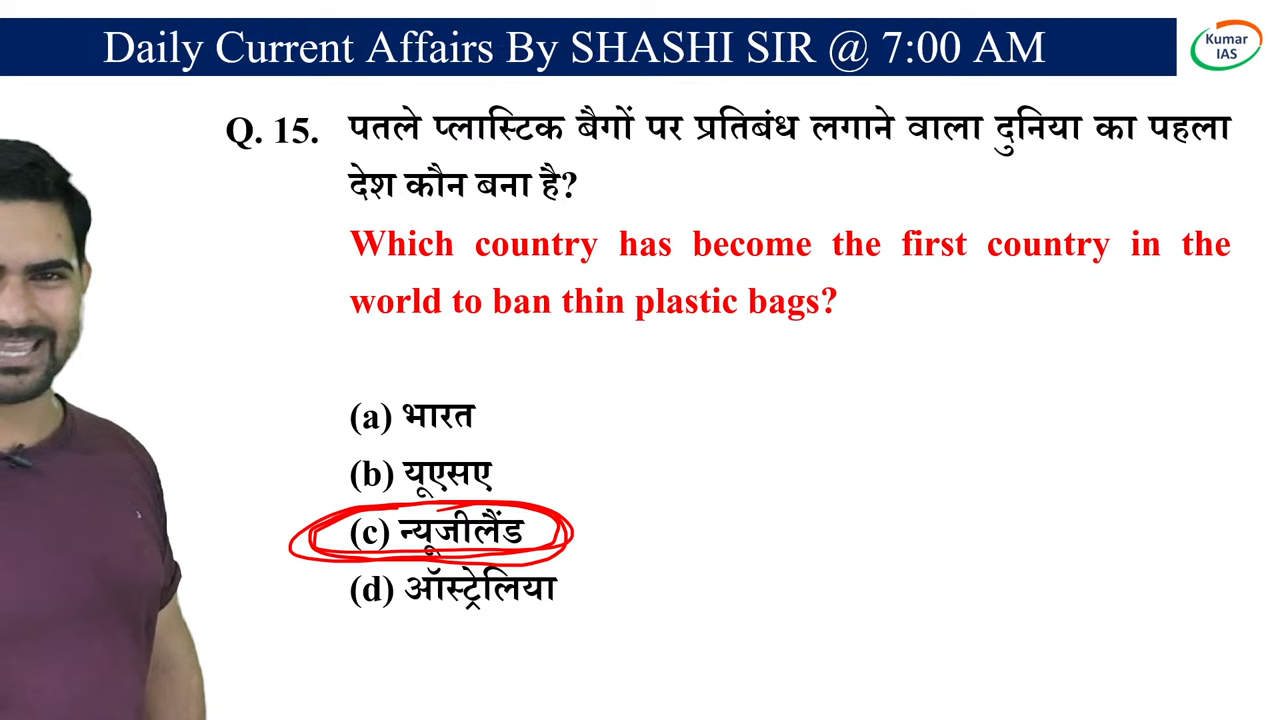 Daily Current Affairs By SHASHI SIR @ 7:00 AM
Kumar
IAS
Q. 15. पतले प्लास्टिक बैगों पर प्रतिबंध लगाने वाला दुनिया का पहला
देश कौन बना है?
Which country has become the first country in the
world to ban thin plastic bags?
(a) भारत
(b) यूएसए
(c) न्यूजीलैंड
(d) ऑस्ट्रेलिया